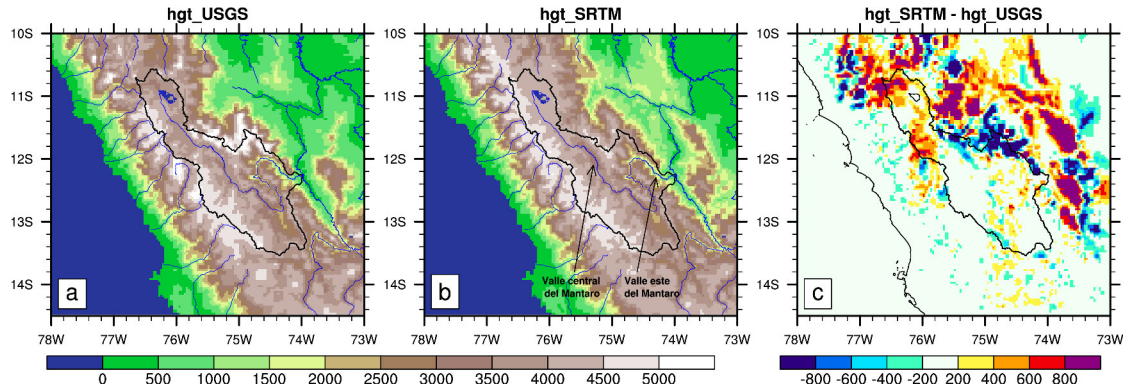 hgt_USGS
hgt_SRTM
hgt_SRTM - hgt_USGS
10S
11S
12S
13S
14S
78W 77W 76W 75W 74W 73W
a
10S
11S
12S
13S
14S
78W 77W 76W 75W 74W 73W
b
Valle central
del Mantaro
Valle este
del Mantaro
10S
11S
12S
13S
14S
78W 77W 76W 75W 74W 73W
c
0 500 1000 1500 2000 2500 3000 3500 4000 4500 5000
-800 -600 -400 -200 200 400 600 800